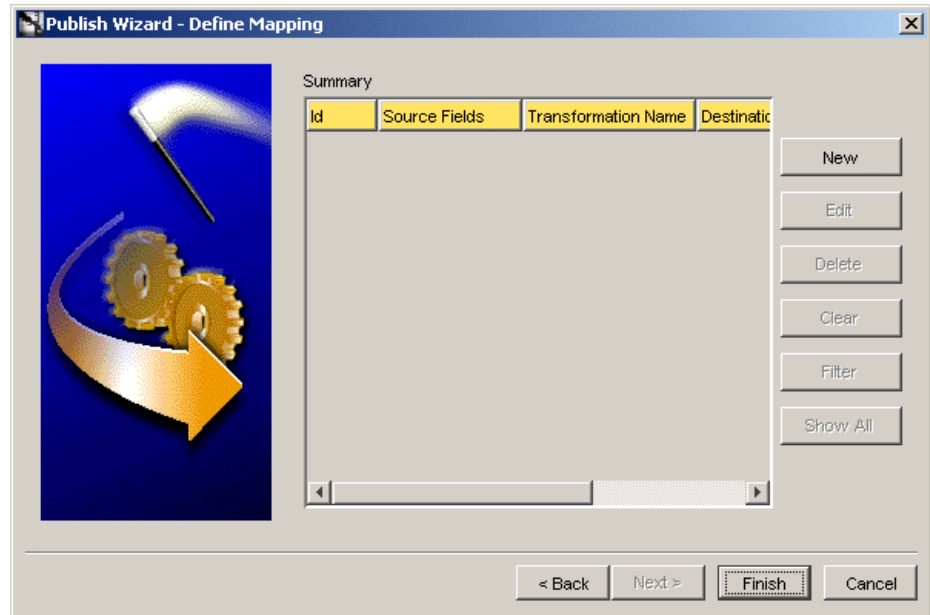 Publish Wizard - Define Mapping
Summary
Id Source Fields Transformation Name Destinatic
New
Edit
Delete
Clear
Filter
Show All
< Back Next > Finish Cancel